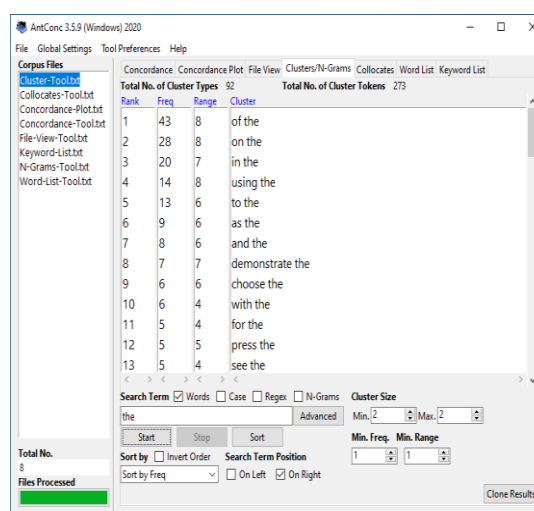 AntConc 3.5.9 (Windows) 2020
File Global Settings Tool Preferences Help
Corpus Files
Cluster-Tool.txt
Collocates-Tool.txt
Concordance-Plot.txt
Concordance-Tool.txt
File-View-Tool.txt
Keyword-List.txt
N-Grams-Tool.txt
Word-List-Tool.txt
Concordance Concordance Plot File View Clusters/N-Grams Collocates Word List Keyword List
Total No. of Cluster Types 92 Total No. of Cluster Tokens 273
Rank Freq Range Cluster
1 43 8 of the
2 28 8 on the
3 20 7 in the
4 14 8 using the
5 13 6 to the
6 9 6 as the
7 8 6 and the
8 7 7 demonstrate the
9 6 6 choose the
10 6 4 with the
11 5 4 for the
12 5 5 press the
13 5 4 see the
Search Term Words Case Regex N-Grams Cluster Size
the Advanced Min. 2 Max. 2
Start Stop Sort Min. Freq. Min. Range
Sort by Invert Order Search Term Position 1 1
Sort by Freq On Left On Right
Total No.
8
Files Processed
Clone Results